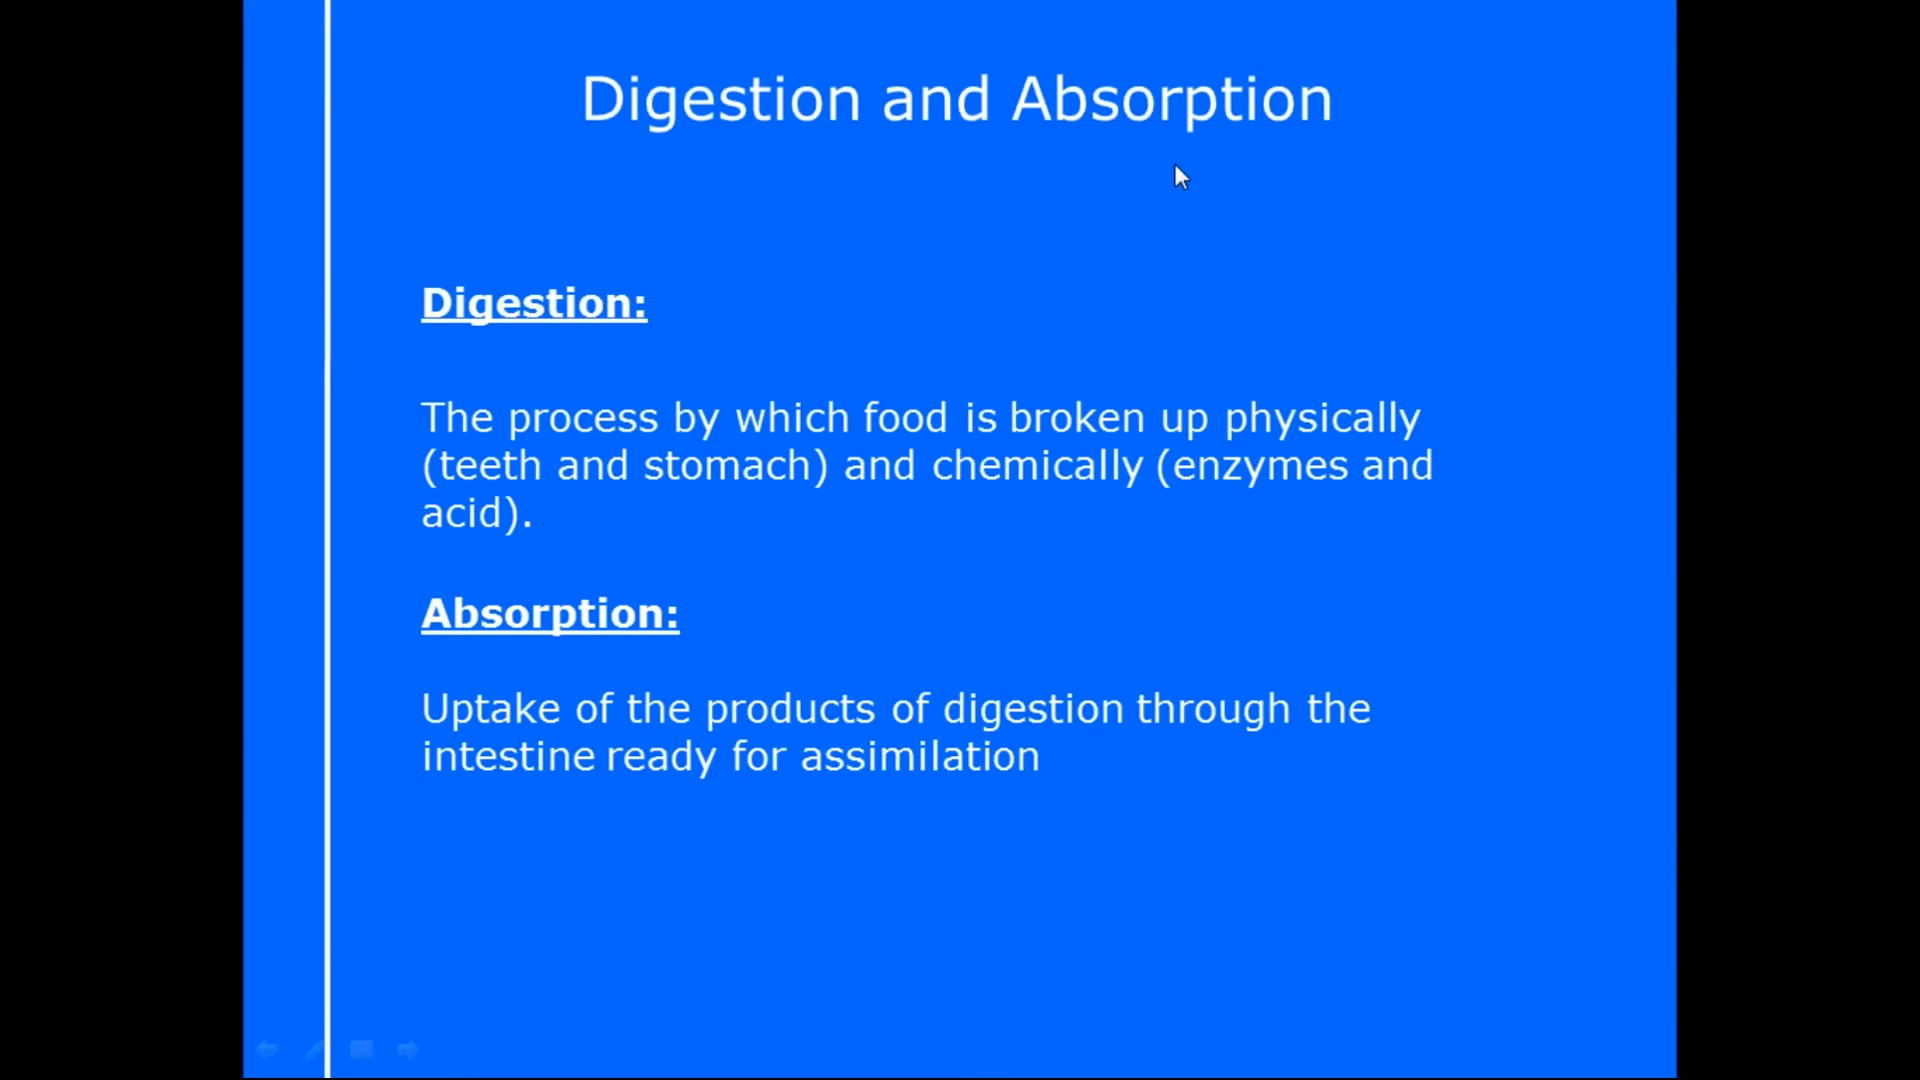 Digestion and Absorption
Digestion:
The process by which food is broken up physically
(teeth and stomach) and chemically (enzymes and
acid).
Absorption:
Uptake of the products of digestion through the
intestine ready for assimilation